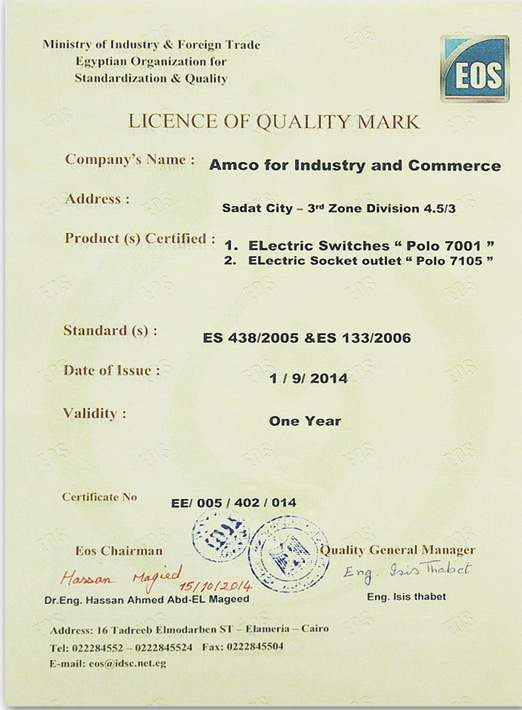 Ministry of Industry & Foreign Trade
Egyptian Organization for
Standardization & Quality
EOS
LICENCE OF QUALITY MARK
Company's Name : Amco for Industry and Commerce
Address : Sadat City – 3rd Zone Division 4.5/3
Product (s) Certified : 1. ELectric Switches “ Polo 7001 ”
2. ELectric Socket outlet “ Polo 7105 ”
Standard (s) : ES 438/2005 &ES 133/2006
Date of Issue : 1 / 9/ 2014
Validity : One Year
Certificate No EE/ 005 / 402 / 014
Eos Chairman Quality General Manager
Hassan Magied 15/10/2014 Eng. Isis Thabet
Dr.Eng. Hassan Ahmed Abd-EL Mageed Eng. Isis thabet
Address: 16 Tadreeb Elmodarben ST – Elameria – Cairo
Tel: 022284552 – 0222845524 Fax: 0222845504
E-mail: eos@idsc.net.eg